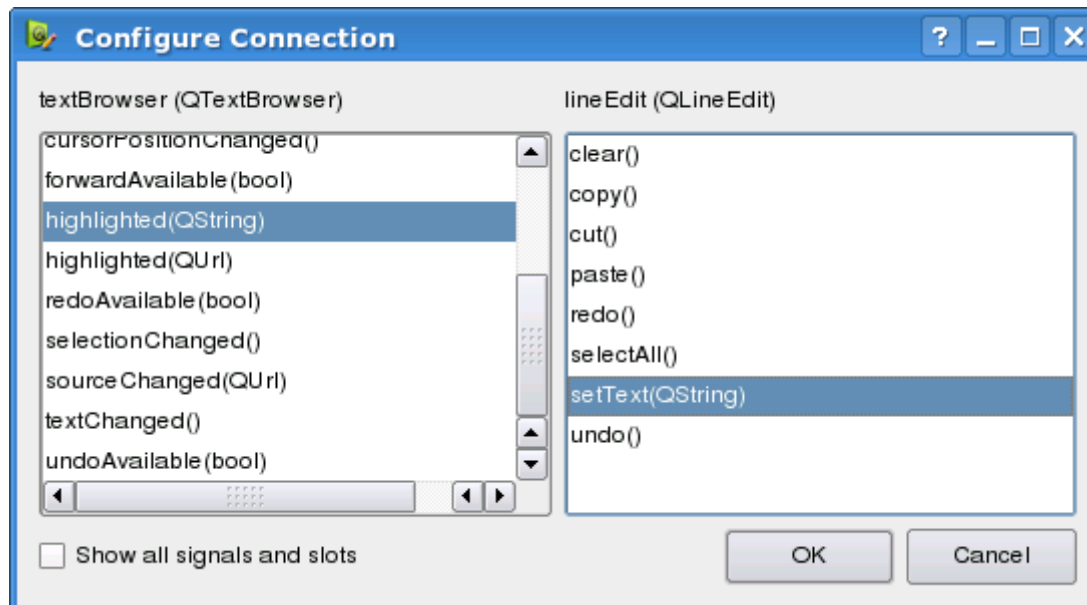 Configure Connection
textBrowser (QTextBrowser)
cursorPositionChanged()
forwardAvailable(bool)
highlighted(QString)
highlighted(QUrl)
redoAvailable(bool)
selectionChanged()
sourceChanged(QUrl)
textChanged()
undoAvailable(bool)
lineEdit (QLineEdit)
clear()
copy()
cut()
paste()
redo()
selectAll()
setText(QString)
undo()
Show all signals and slots
OK
Cancel